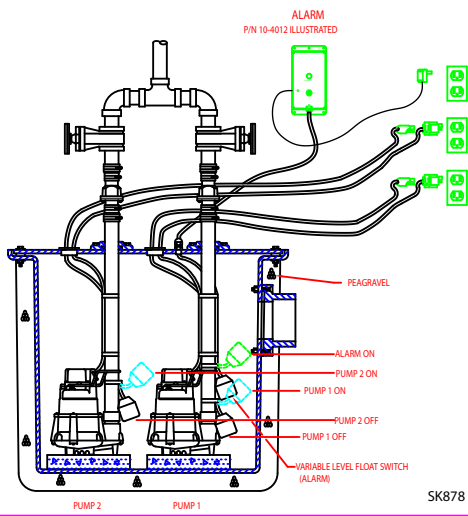 ALARM
P/N 10-4012 ILLUSTRATED
PEAGRAVEL
ALARM ON
PUMP 2 ON
PUMP 1 ON
PUMP 2 OFF
PUMP 1 OFF
VARIABLE LEVEL FLOAT SWITCH
(ALARM)
SK878
PUMP 2
PUMP 1